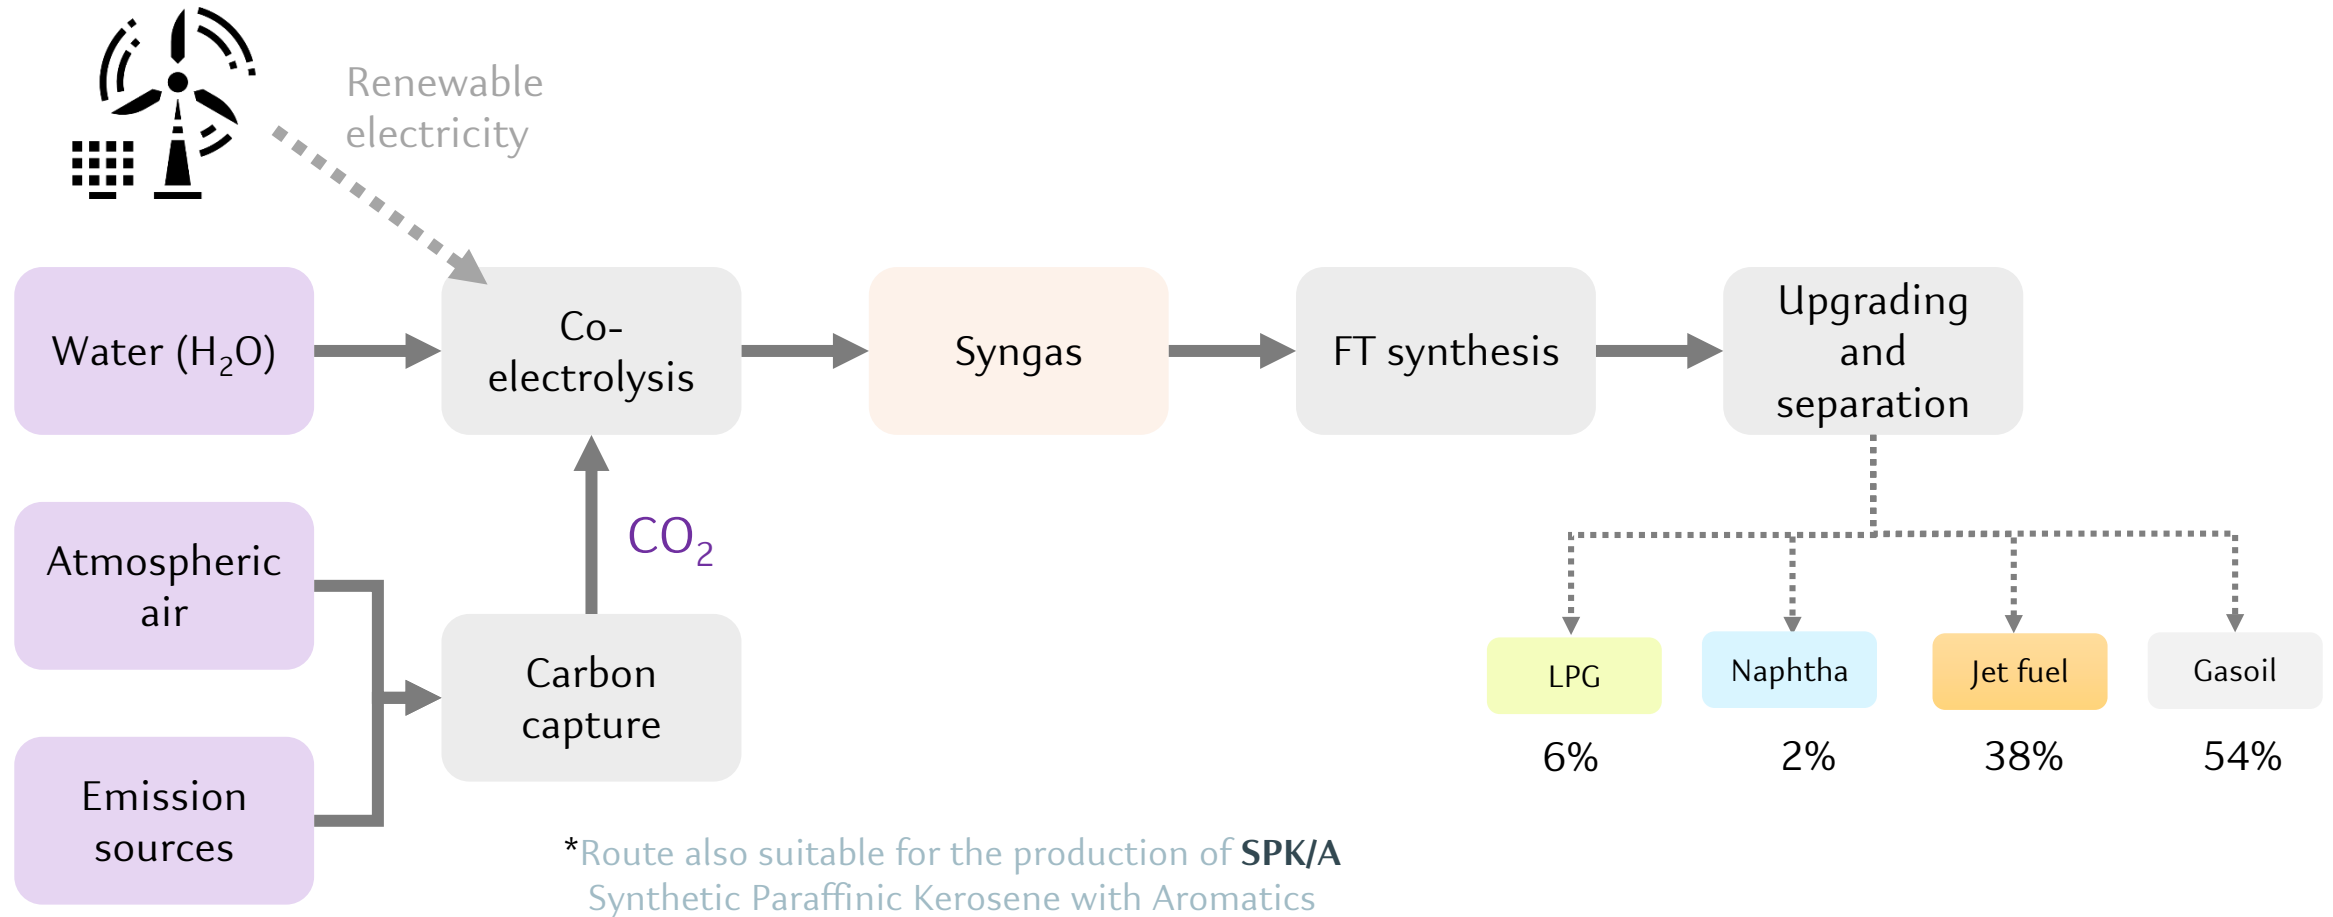 Renewable
electricity
Water (H₂O)
Co-
electrolysis
Syngas
FT synthesis
Upgrading
and
separation
Atmospheric
air
CO₂
Carbon
capture
Emission
sources
LPG
Naphtha
Jet fuel
Gasoil
6%
2%
38%
54%
*Route also suitable for the production of SPK/A
Synthetic Paraffinic Kerosene with Aromatics